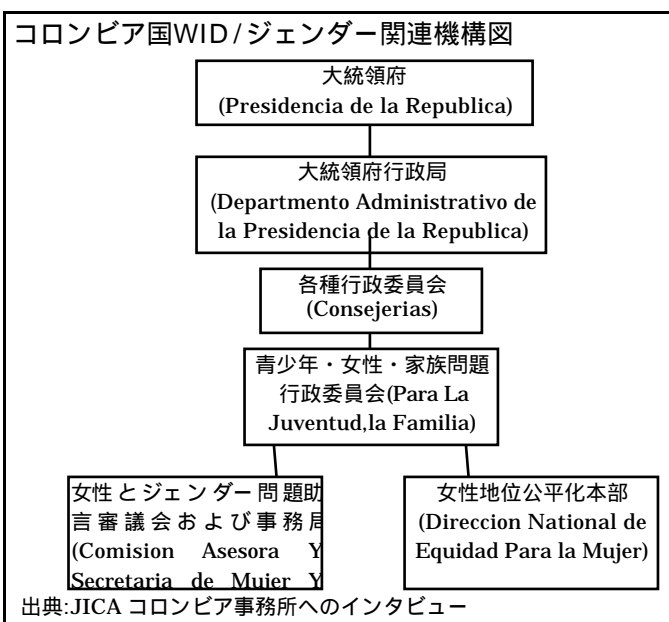 コロンビア国WID/ジェンダー関連機構図
大統領府
(Presidencia de la Republica)
大統領府行政局
(Departmento Administrativo de
la Presidencia de la Republica)
各種行政委員会
(Consejerias)
青少年・女性・家族問題
行政委員会(Para La
Juventud,la Familia)
女性とジェンダー問題助
言審議会および事務局
(Comision Asesora Y
Secretaria de Mujer Y
女性地位公平化本部
(Direccion National de
Equidad Para la Mujer)
出典:JICA コロンビア事務所へのインタビュー